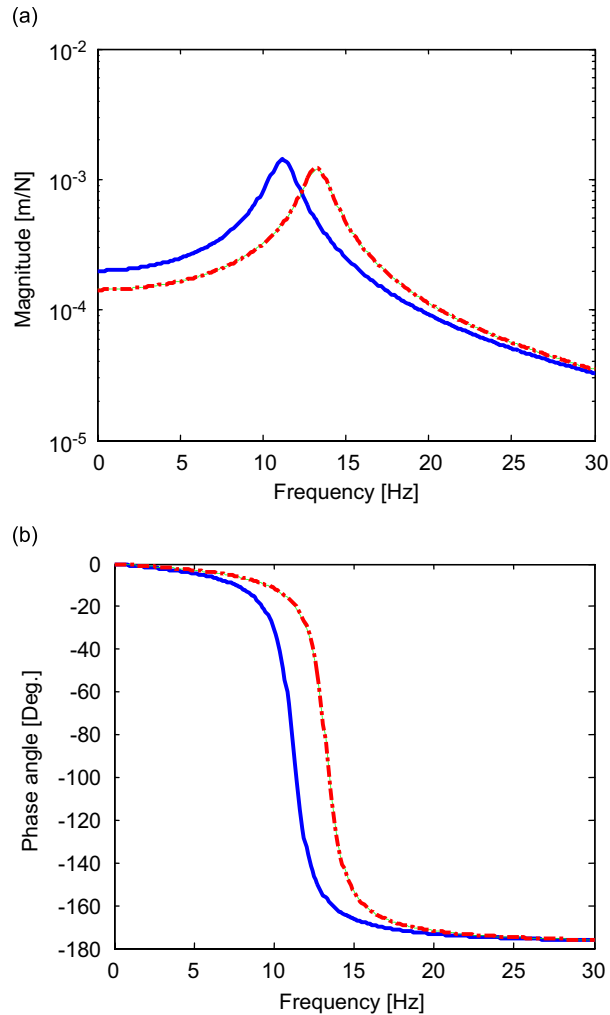 (a)
10-2
10-3
10-4
10-5
Magnitude [m/N]
0 5 10 15 20 25 30
Frequency [Hz]
(b)
0
-20
-40
-60
-80
-100
-120
-140
-160
-180
Phase angle [Deg.]
0 5 10 15 20 25 30
Frequency [Hz]